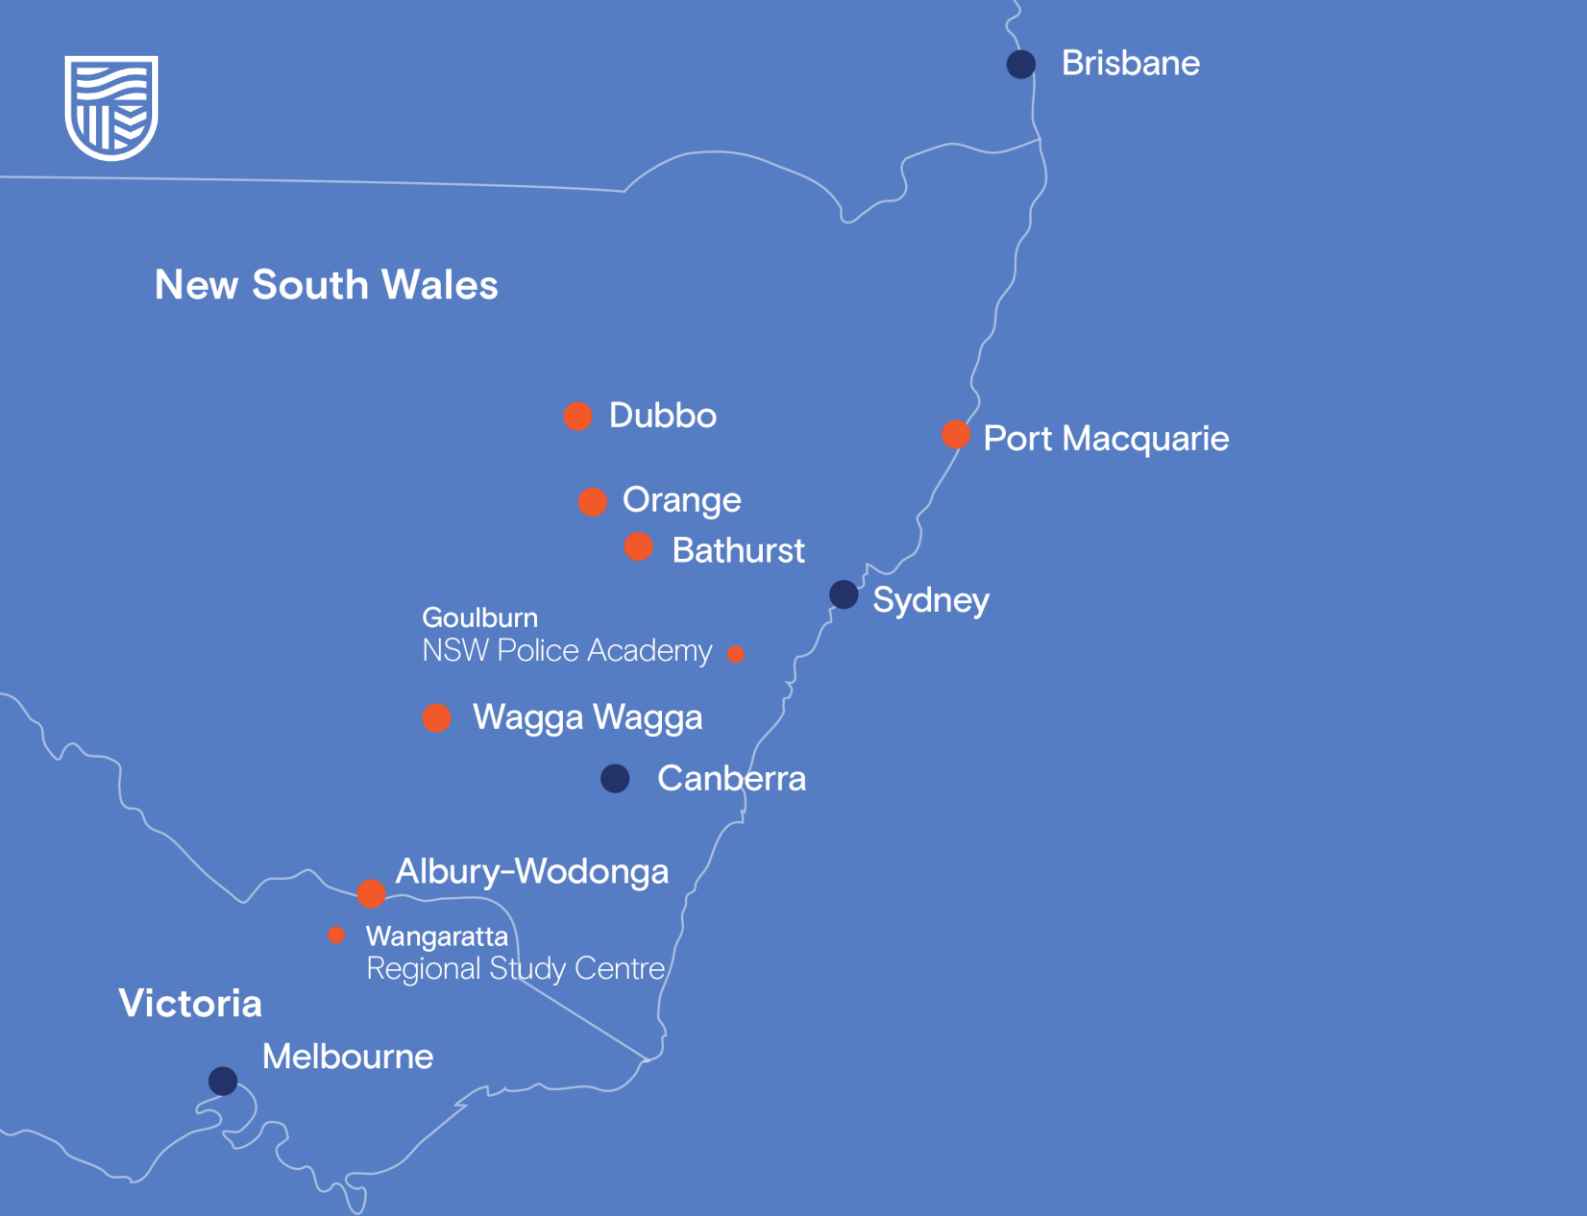 Brisbane
New South Wales
Dubbo
Port Macquarie
Orange
Bathurst
Sydney
Goulburn
NSW Police Academy
Wagga Wagga
Canberra
Albury-Wodonga
Wangaratta
Regional Study Centre
Victoria
Melbourne